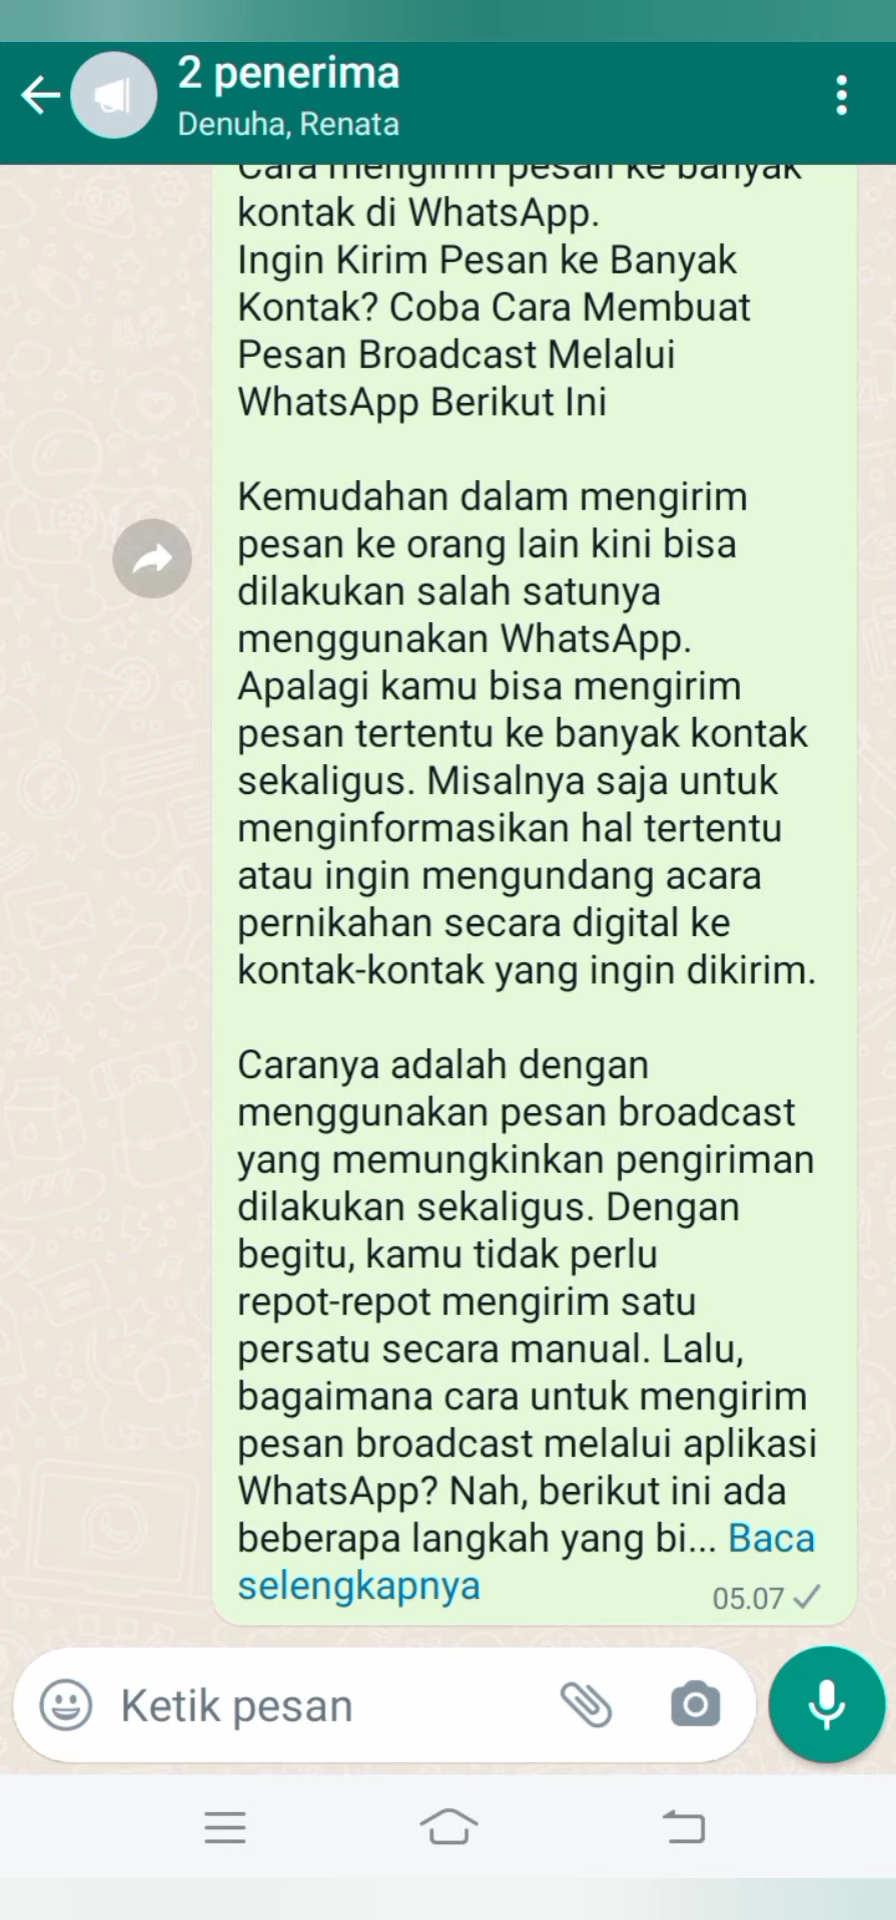 2 penerima
Denuha, Renata
Cara mengirim pesan ke banyak
kontak di WhatsApp.
Ingin Kirim Pesan ke Banyak
Kontak? Coba Cara Membuat
Pesan Broadcast Melalui
WhatsApp Berikut Ini
Kemudahan dalam mengirim
pesan ke orang lain kini bisa
dilakukan salah satunya
menggunakan WhatsApp.
Apalagi kamu bisa mengirim
pesan tertentu ke banyak kontak
sekaligus. Misalnya saja untuk
menginformasikan hal tertentu
atau ingin mengundang acara
pernikahan secara digital ke
kontak-kontak yang ingin dikirim.
Caranya adalah dengan
menggunakan pesan broadcast
yang memungkinkan pengiriman
dilakukan sekaligus. Dengan
begitu, kamu tidak perlu
repot-repot mengirim satu
persatu secara manual. Lalu,
bagaimana cara untuk mengirim
pesan broadcast melalui aplikasi
WhatsApp? Nah, berikut ini ada
beberapa langkah yang bi... Baca
selengkapnya
05.07
Ketik pesan